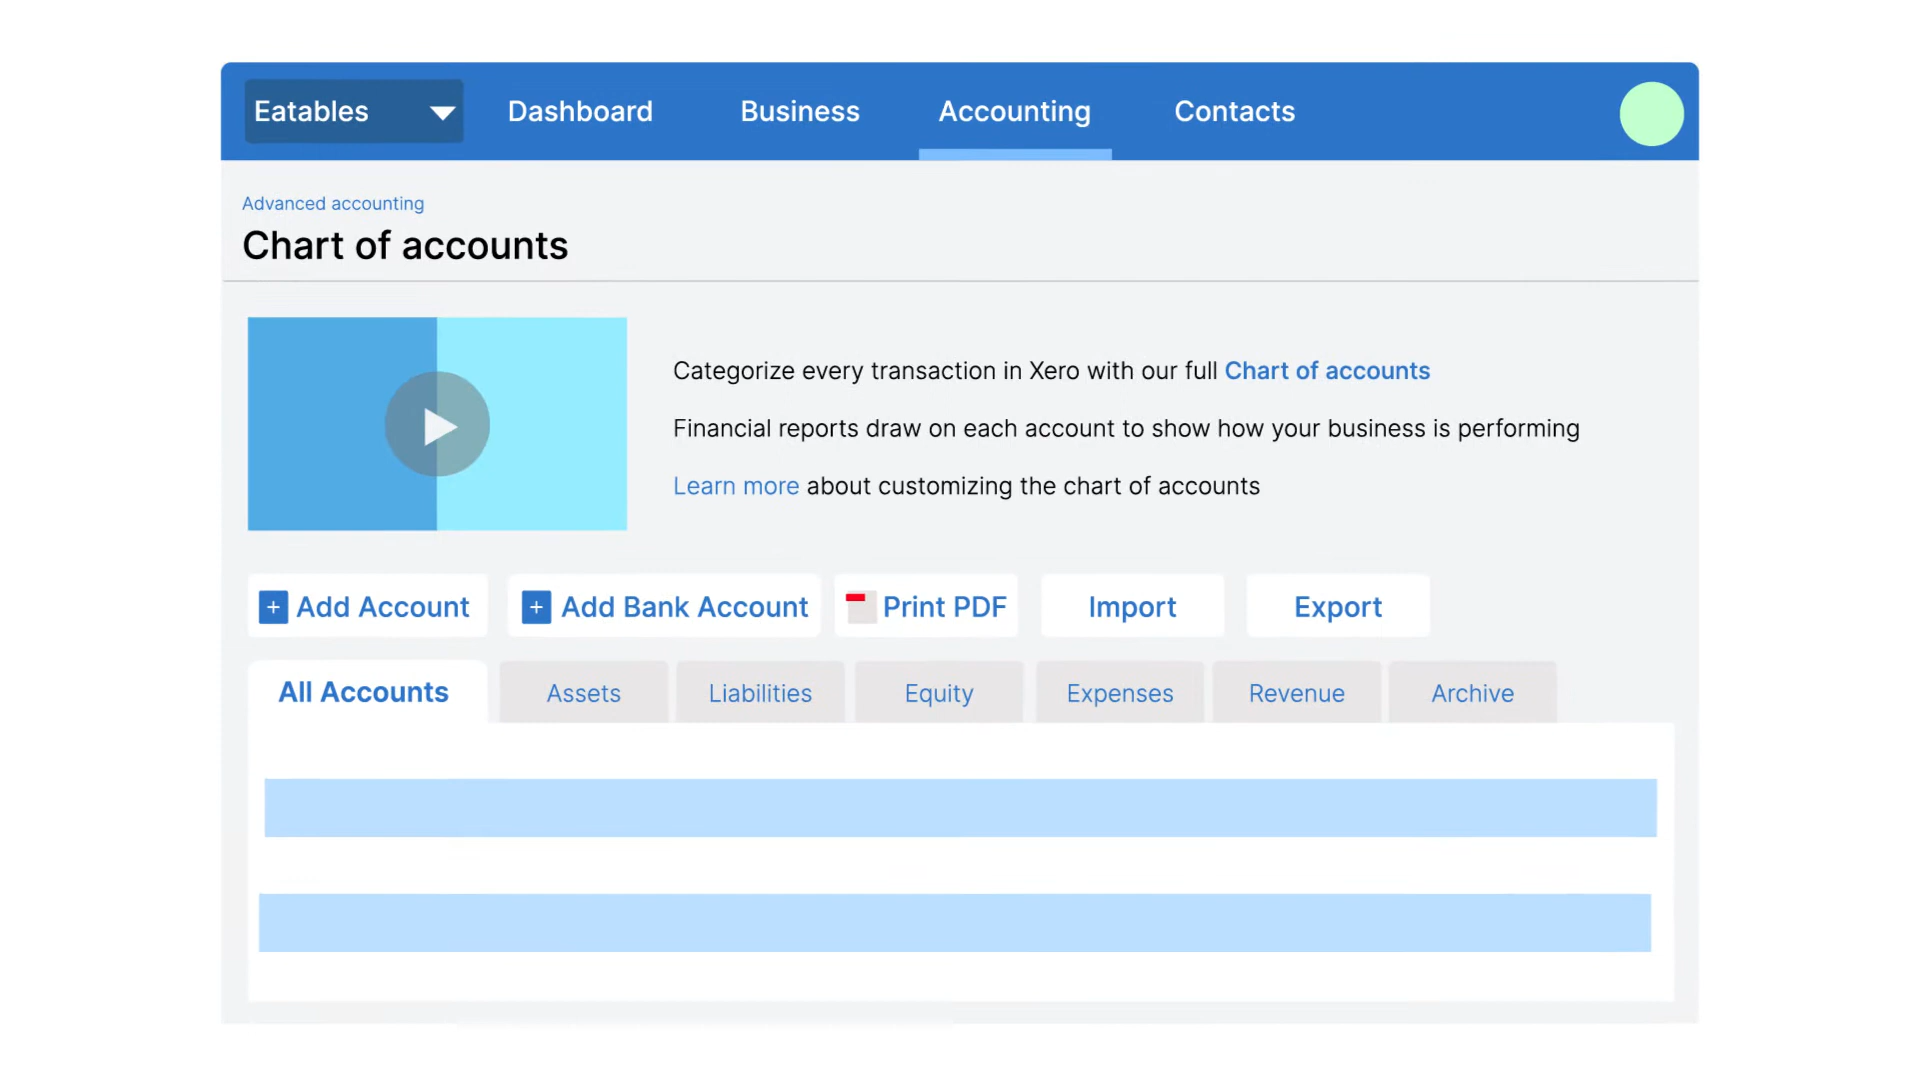 Eatables Dashboard Business Accounting Contacts
Advanced accounting
Chart of accounts
Categorize every transaction in Xero with our full Chart of accounts
Financial reports draw on each account to show how your business is performing
Learn more about customizing the chart of accounts
+ Add Account + Add Bank Account Print PDF Import Export
All Accounts Assets Liabilities Equity Expenses Revenue Archive